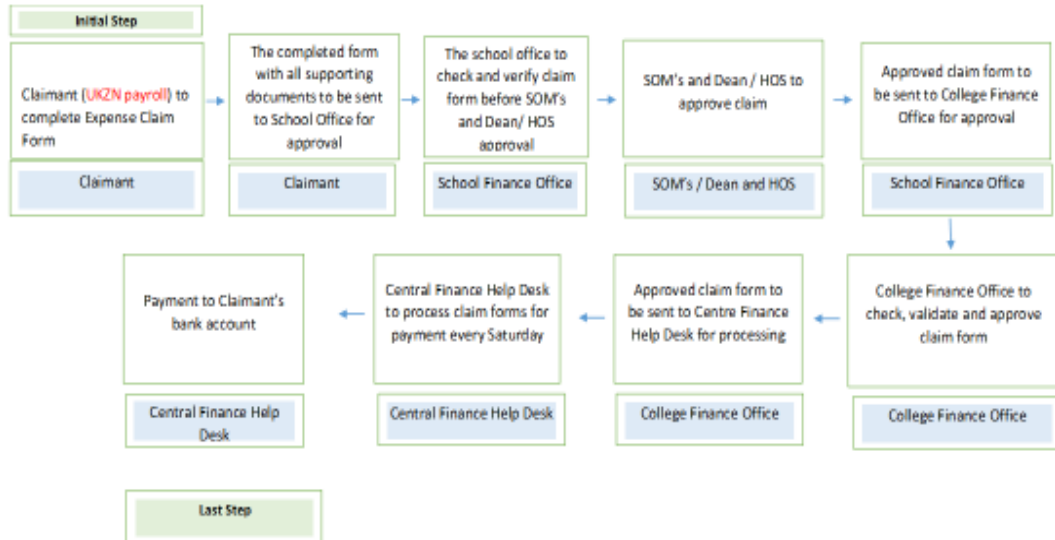 Initial Step
Claimant (UKZN payroll) to
complete Expense Claim
Form
Claimant
The completed form
with all supporting
documents to be sent
to School Office for
approval
Claimant
The school office to
check and verify claim
form before SOM's
and Dean/ HOS
approval
School Finance Office
SOM's and Dean / HOS to
approve claim
SOM's / Dean and HOS
Approved claim form to
be sent to College Finance
Office for approval
School Finance Office
College Finance Office to
check, validate and approve
claim form
College Finance Office
Approved claim form to
be sent to Centre Finance
Help Desk for processing
College Finance Office
Central Finance Help Desk
to process claim forms for
payment every Saturday
Central Finance Help Desk
Payment to Claimant's
bank account
Central Finance Help
Desk
Last Step